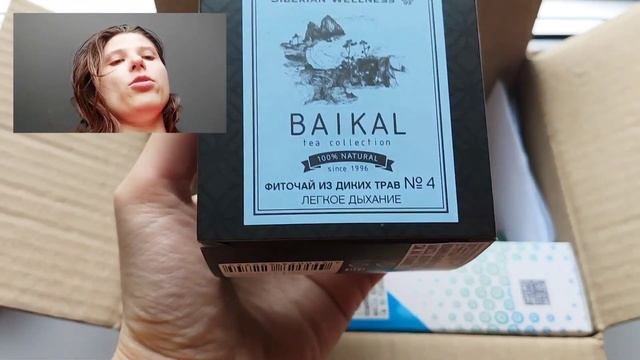 SIBERIAN WELLNESS
BAIKAL
tea collection
100% NATURAL
since 1996
ФИТОЧАЙ ИЗ ДИКИХ ТРАВ № 4
ЛЕГКОЕ ДЫХАНИЕ